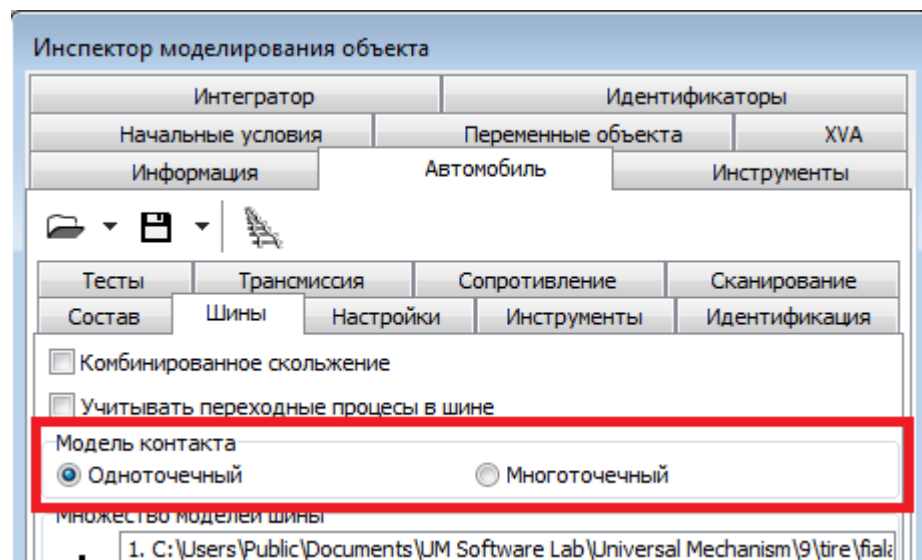 Инспектор моделирования объекта
Интегратор Идентификаторы
Начальные условия Переменные объекта XVA
Информация Автомобиль Инструменты
Тесты Трансмиссия Сопротивление Сканирование
Состав Шины Настройки Инструменты Идентификация
Комбинированное скольжение
Учитывать переходные процесы в шине
Модель контакта
Одноточечный Многоточечный
Множество моделей шины
1. C:\Users\Public\Documents\UM Software Lab\Universal Mechanism\9\tire\fiala